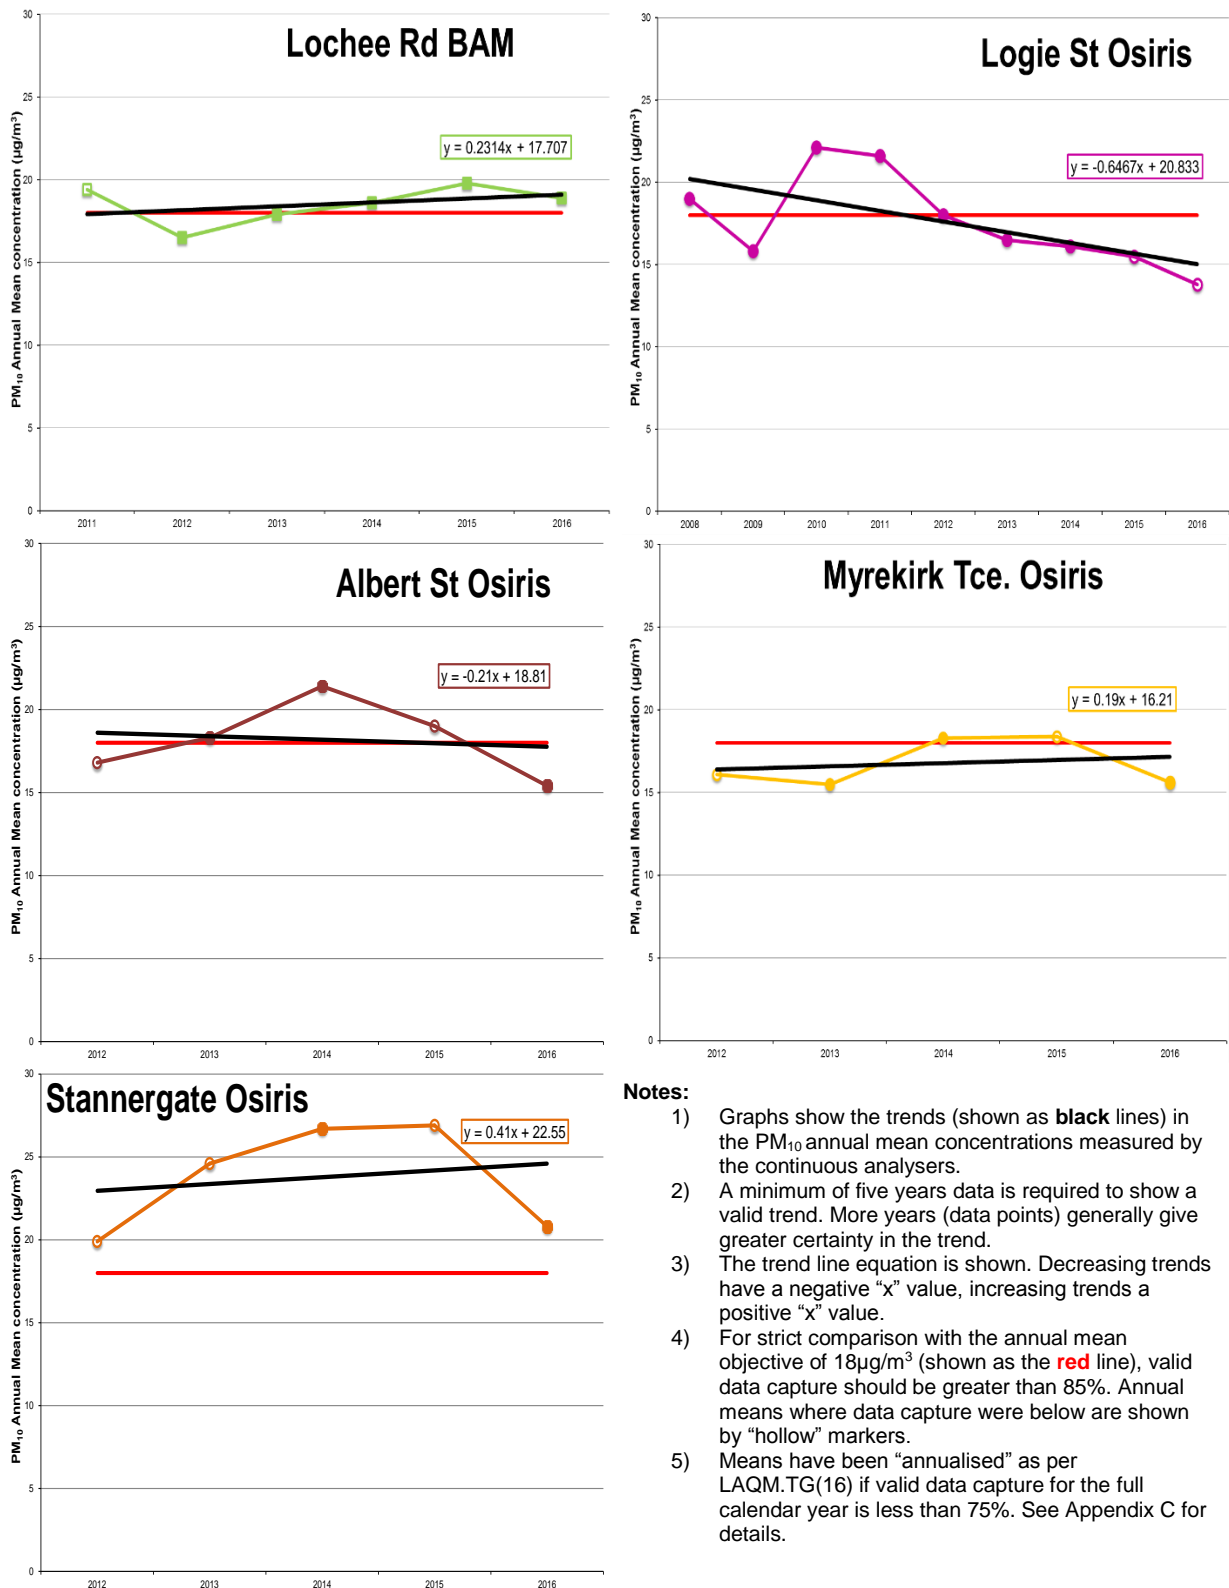 Lochee Rd BAM
PM₁₀ Annual Mean concentration (µg/m³)
30
25
20
15
10
5
0
y = 0.2314x + 17.707
2011 2012 2013 2014 2015 2016
Logie St Osiris
PM₁₀ Annual Mean concentration (µg/m³)
30
25
20
15
10
5
0
y = -0.6467x + 20.833
2008 2009 2010 2011 2012 2013 2014 2015 2016
Albert St Osiris
PM₁₀ Annual Mean concentration (µg/m³)
30
25
20
15
10
5
0
y = -0.21x + 18.81
2012 2013 2014 2015 2016
Myrekirk Tce. Osiris
PM₁₀ Annual Mean concentration (µg/m³)
30
25
20
15
10
5
0
y = 0.19x + 16.21
2012 2013 2014 2015 2016
Stannergate Osiris
PM₁₀ Annual Mean concentration (µg/m³)
30
25
20
15
10
5
0
y = 0.41x + 22.55
2012 2013 2014 2015 2016
Notes:
1) Graphs show the trends (shown as black lines) in
the PM₁₀ annual mean concentrations measured by
the continuous analysers.
2) A minimum of five years data is required to show a
valid trend. More years (data points) generally give
greater certainty in the trend.
3) The trend line equation is shown. Decreasing trends
have a negative “x” value, increasing trends a
positive “x” value.
4) For strict comparison with the annual mean
objective of 18µg/m³ (shown as the red line), valid
data capture should be greater than 85%. Annual
means where data capture were below are shown
by “hollow” markers.
5) Means have been “annualised” as per
LAQM.TG(16) if valid data capture for the full
calendar year is less than 75%. See Appendix C for
details.